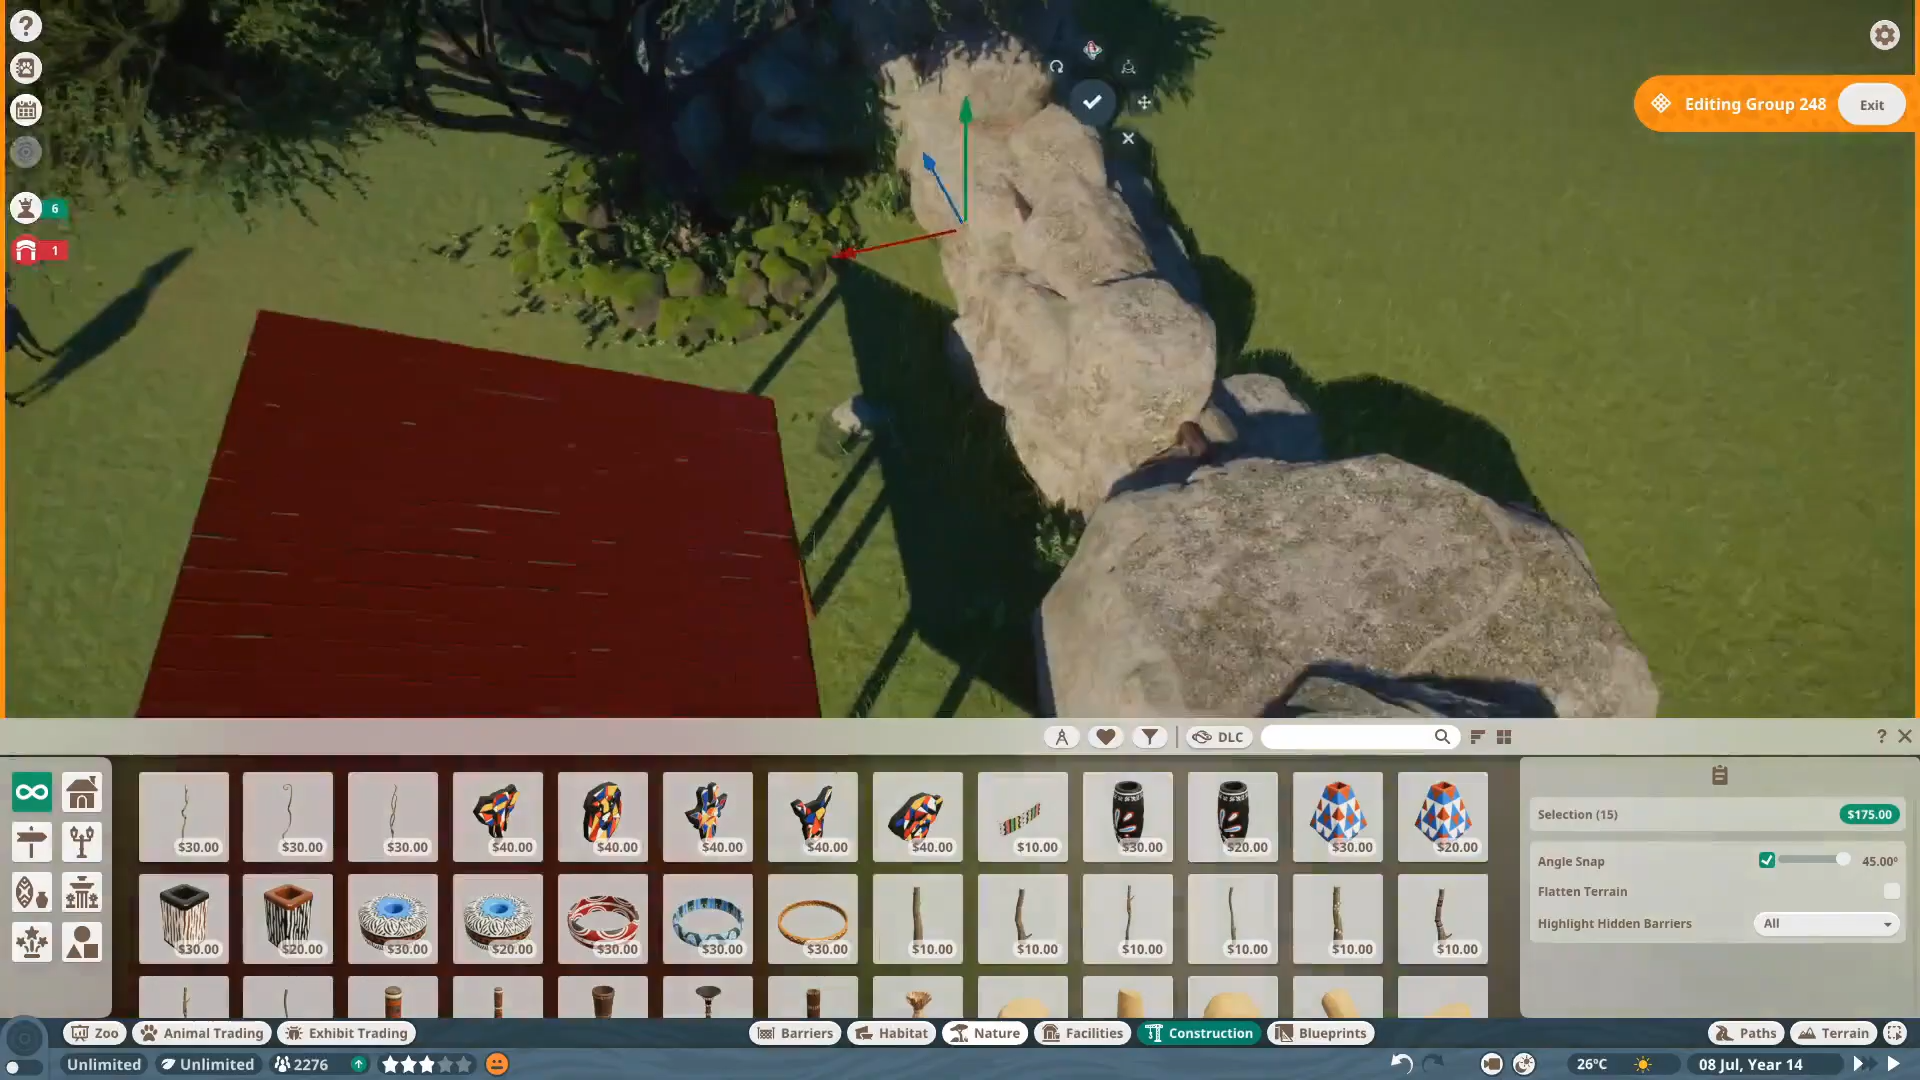 ?
Editing Group 248
Exit
6
1
DLC
? 
$30.00
$30.00
$30.00
$40.00
$40.00
$40.00
$40.00
$40.00
$10.00
$30.00
$20.00
$30.00
$20.00
$30.00
$20.00
$30.00
$20.00
$30.00
$30.00
$30.00
$10.00
$10.00
$10.00
$10.00
$10.00
$10.00
Selection (15)
$175.00
Angle Snap
45.00°
Flatten Terrain
Highlight Hidden Barriers
All
Zoo
Animal Trading
Exhibit Trading
Barriers
Habitat
Nature
Facilities
Construction
Blueprints
Paths
Terrain
Unlimited
Unlimited
2276
26°C
08 Jul, Year 14